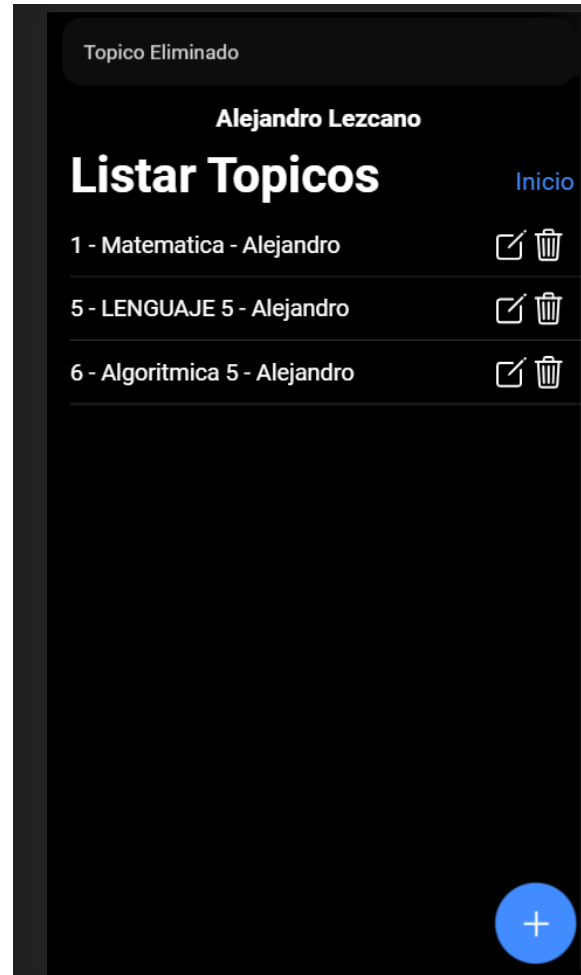 Topico Eliminado
Alejandro Lezcano
Listar Topicos
Inicio
1 - Matematica - Alejandro
5 - LENGUAJE 5 - Alejandro
6 - Algoritmica 5 - Alejandro
+